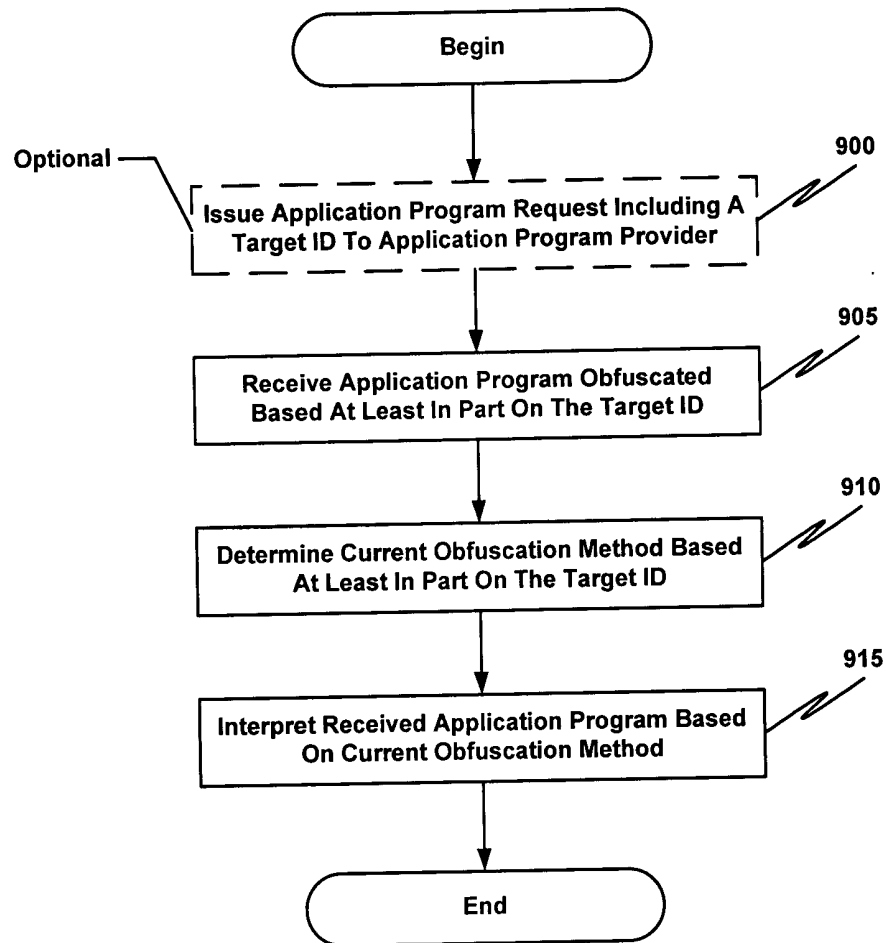 Begin
Optional
900
Issue Application Program Request Including A
Target ID To Application Program Provider
905
Receive Application Program Obfuscated
Based At Least In Part On The Target ID
910
Determine Current Obfuscation Method Based
At Least In Part On The Target ID
915
Interpret Received Application Program Based
On Current Obfuscation Method
End